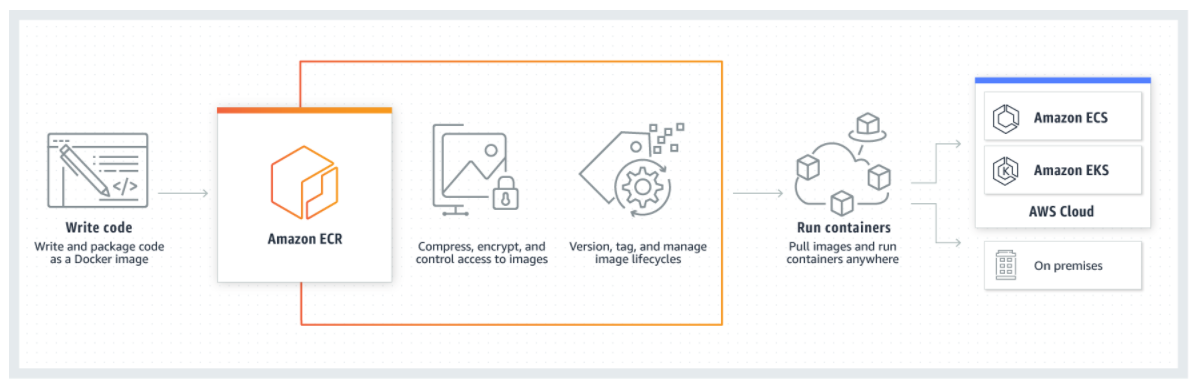 Write code
Write and package code
as a Docker image
</>
Amazon ECR
Compress, encrypt, and
control access to images
Version, tag, and manage
image lifecycles
Run containers
Pull images and run
containers anywhere
Amazon ECS
K
Amazon EKS
AWS Cloud
On premises